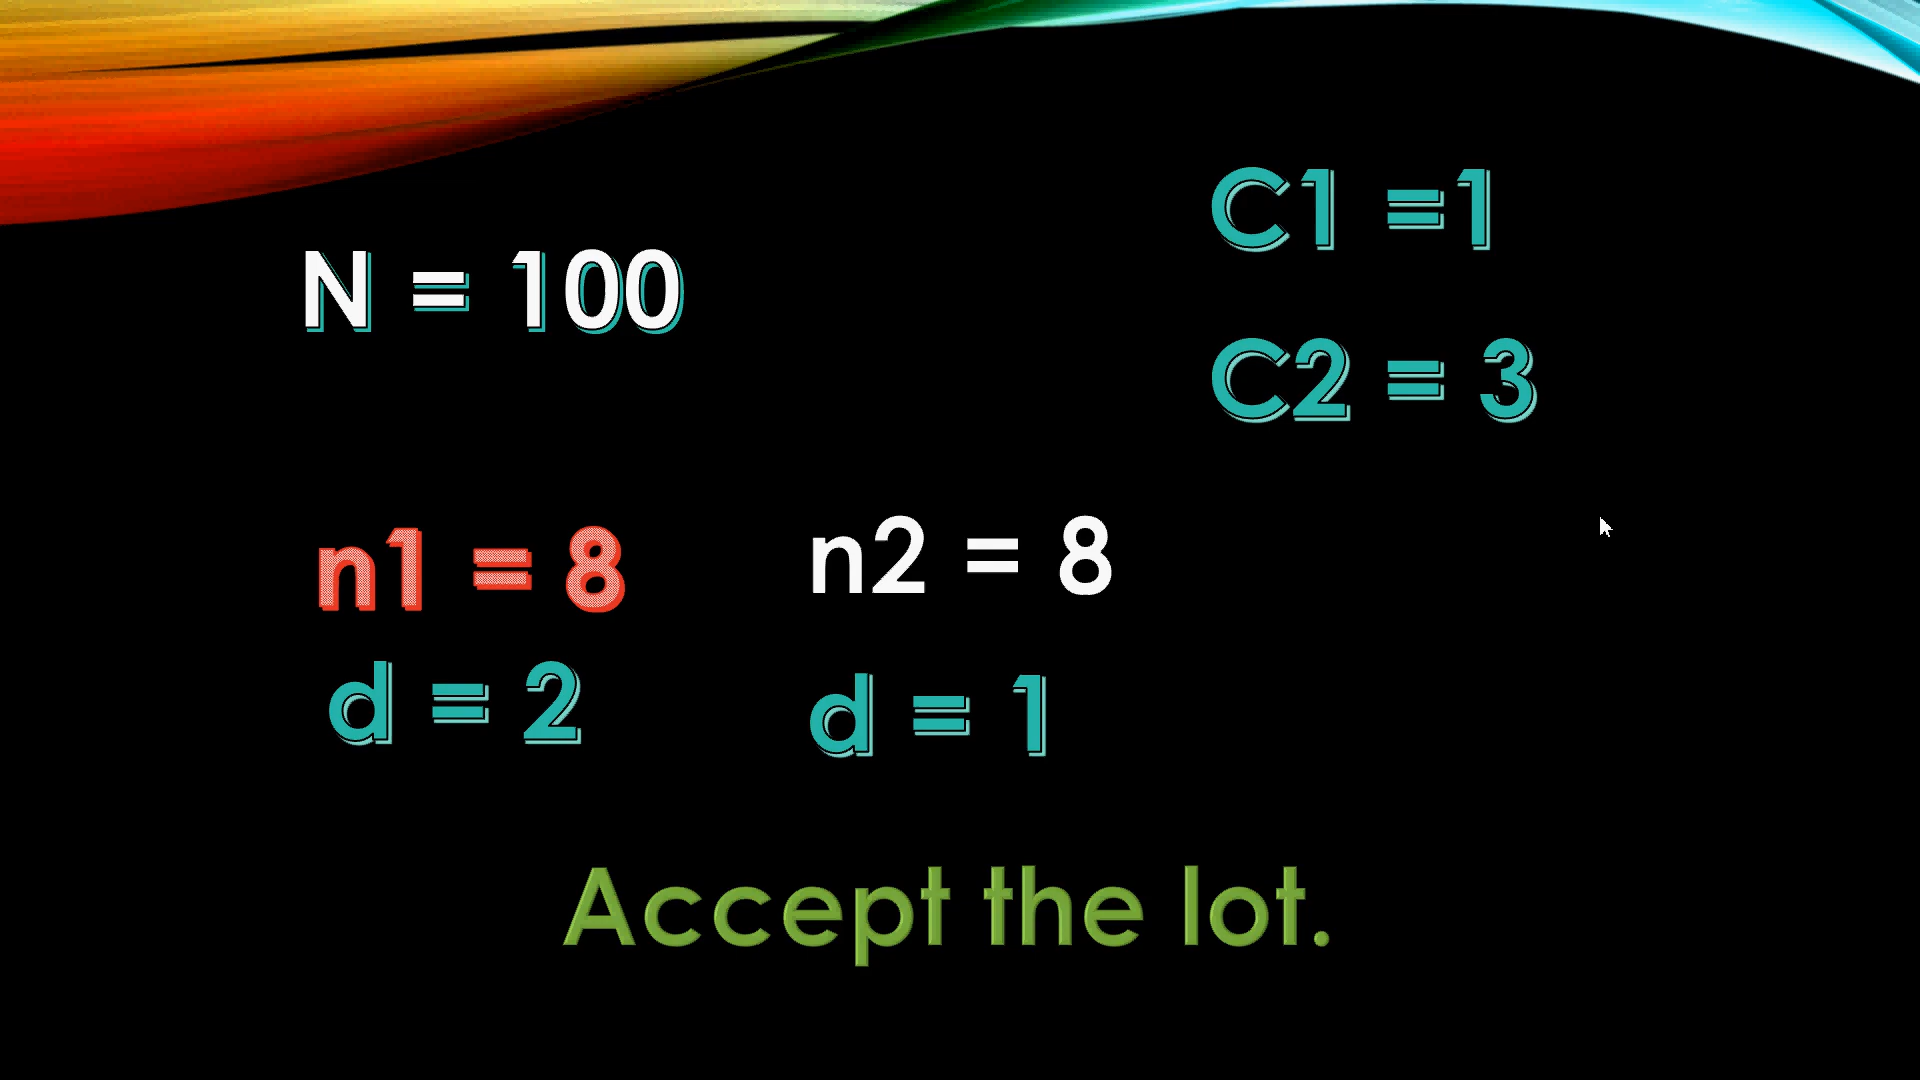 C1 =1
N = 100
C2 = 3
n1 = 8
n2 = 8
d = 2
d = 1
Accept the lot.